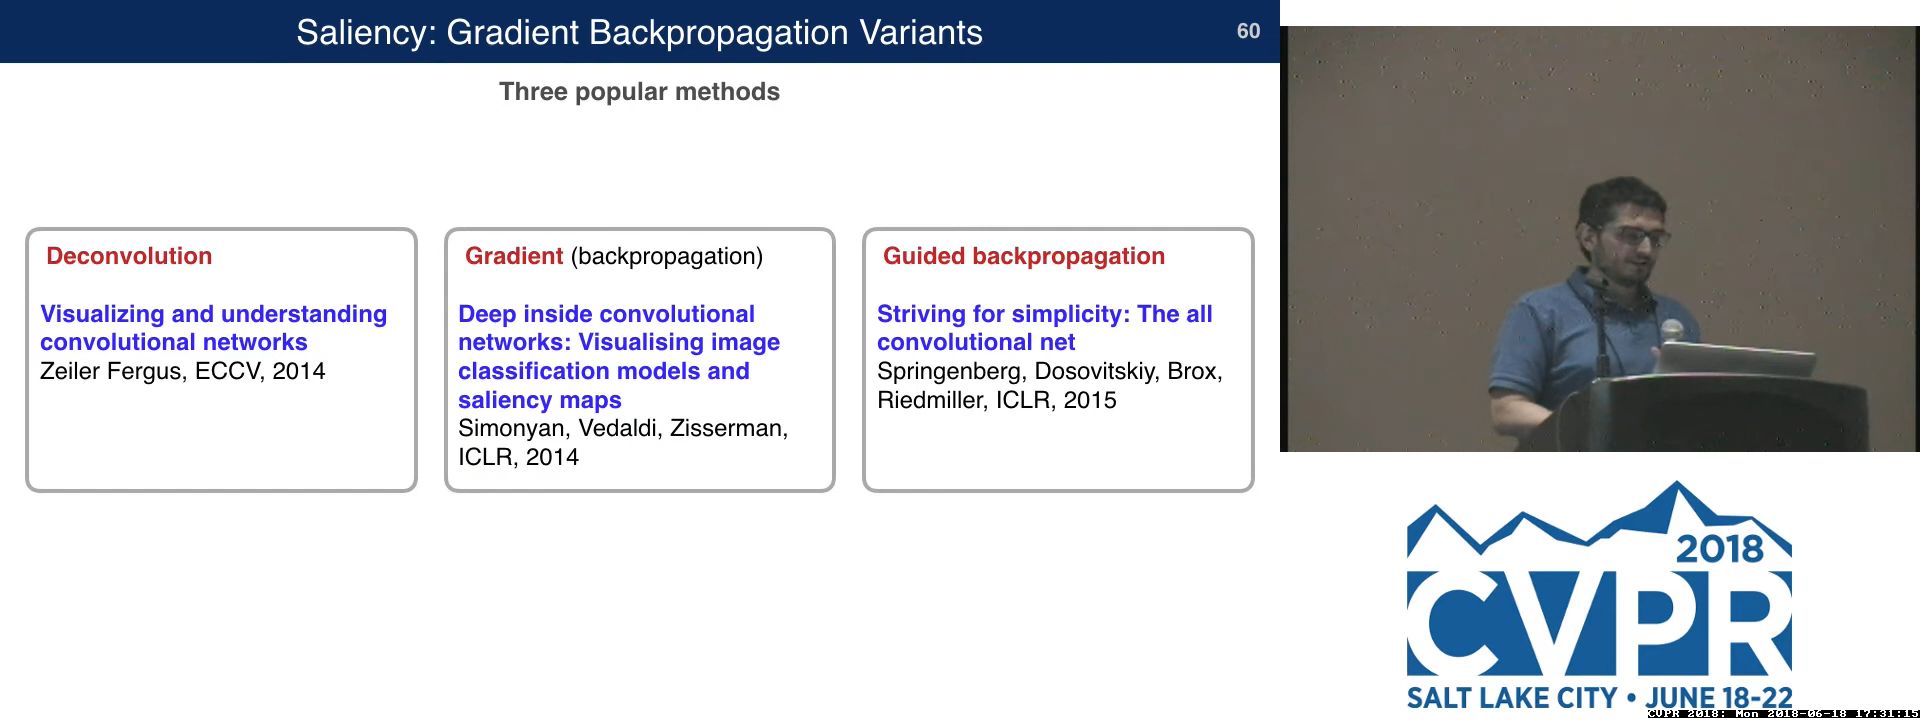 Saliency: Gradient Backpropagation Variants
60
Three popular methods
Deconvolution
Visualizing and understanding
convolutional networks
Zeiler Fergus, ECCV, 2014
Gradient (backpropagation)
Deep inside convolutional
networks: Visualising image
classification models and
saliency maps
Simonyan, Vedaldi, Zisserman,
ICLR, 2014
Guided backpropagation
Striving for simplicity: The all
convolutional net
Springenberg, Dosovitskiy, Brox,
Riedmiller, ICLR, 2015
2018
CVPR
SALT LAKE CITY • JUNE 18-22
CVPR 2018: Mon 2018-06-18 17:31:15